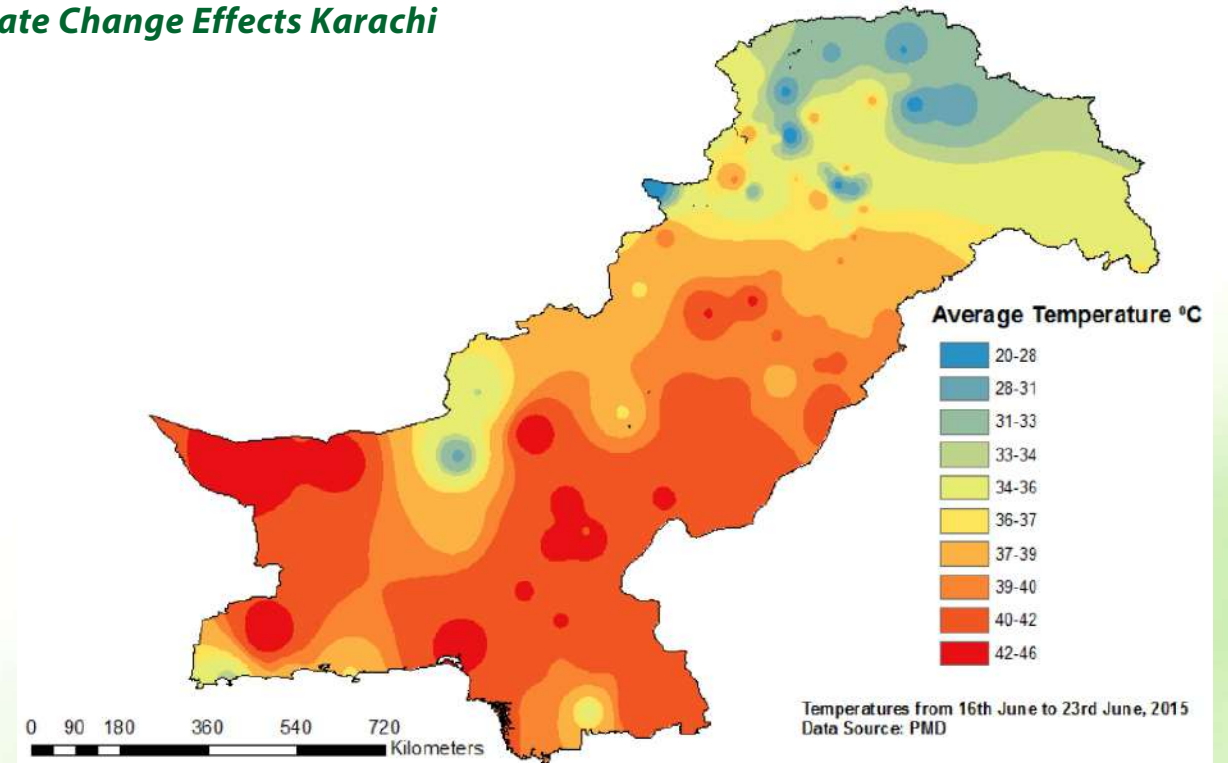 ate Change Effects Karachi
Average Temperature ºC
20-28
28-31
31-33
33-34
34-36
36-37
37-39
39-40
40-42
42-46
0 90 180 360 540 720
Kilometers
Temperatures from 16th June to 23rd June, 2015
Data Source: PMD